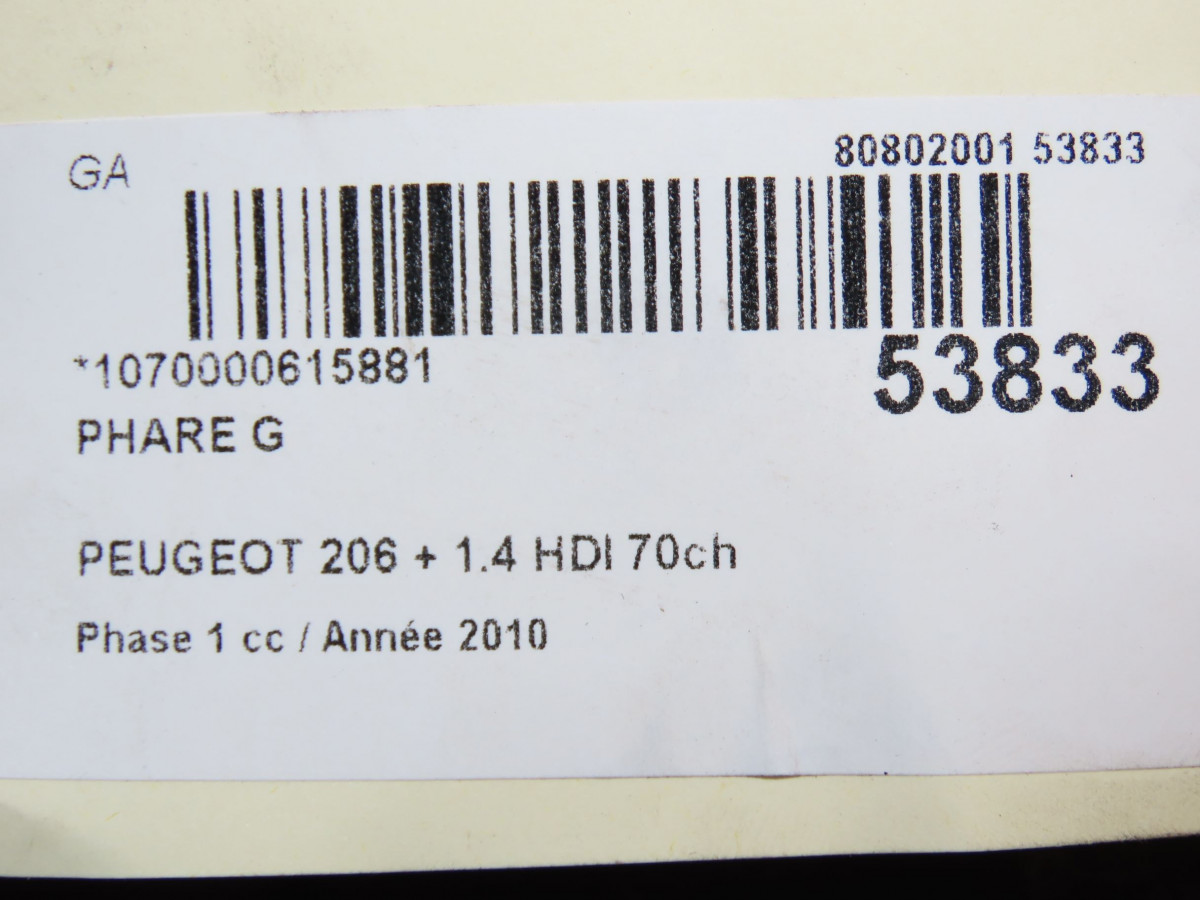 GA
80802001 53833
*1070000615881
53833
PHARE G
PEUGEOT 206 + 1.4 HDI 70ch
Phase 1 cc / Année 2010